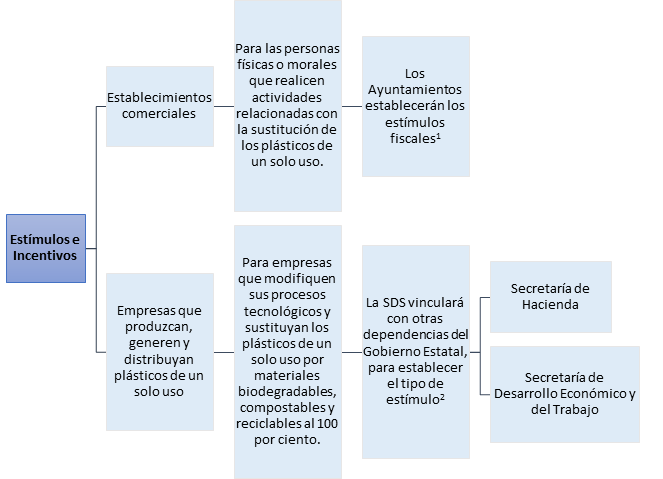 Estímulos e
Incentivos
Establecimientos
comerciales
Para las personas
físicas o morales
que realicen
actividades
relacionadas con
la sustitución de
los plásticos de
un solo uso.
Los
Ayuntamientos
establecerán los
estímulos
fiscales¹
Empresas que
produzcan,
generen y
distribuyan
plásticos de un
solo uso
Para empresas
que modifiquen
sus procesos
tecnológicos y
sustituyan los
plásticos de un
solo uso por
materiales
biodegradables,
compostables y
reciclables al 100
por ciento.
La SDS vinculará
con otras
dependencias del
Gobierno Estatal,
para establecer
el tipo de
estímulo²
Secretaría de
Hacienda
Secretaría de
Desarrollo Económico y
del Trabajo